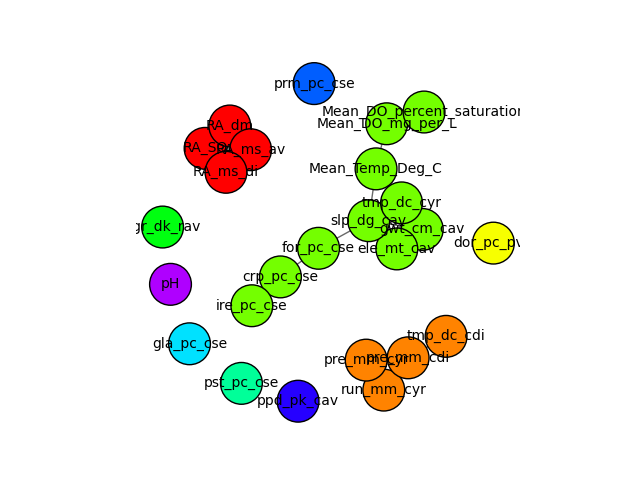 prm_pc_cse
Mean_DO_percent_saturation
Mean_DO_mg_per_L
RA_dm
RA_SO
RA_ms_av
RA_ms_di
Mean_Temp_Deg_C
tmp_dc_cyr
slp_dg_cav
gwt_cm_cav
gr_dk_rav
for_pc_cse
ele_mt_cav
dor_pc_pv
crp_pc_cse
pH
ire_pc_cse
tmp_dc_cdi
gla_pc_cse
pre_mm_cyr
pre_mm_cdi
pst_pc_cse
run_mm_cyr
ppd_pk_cav